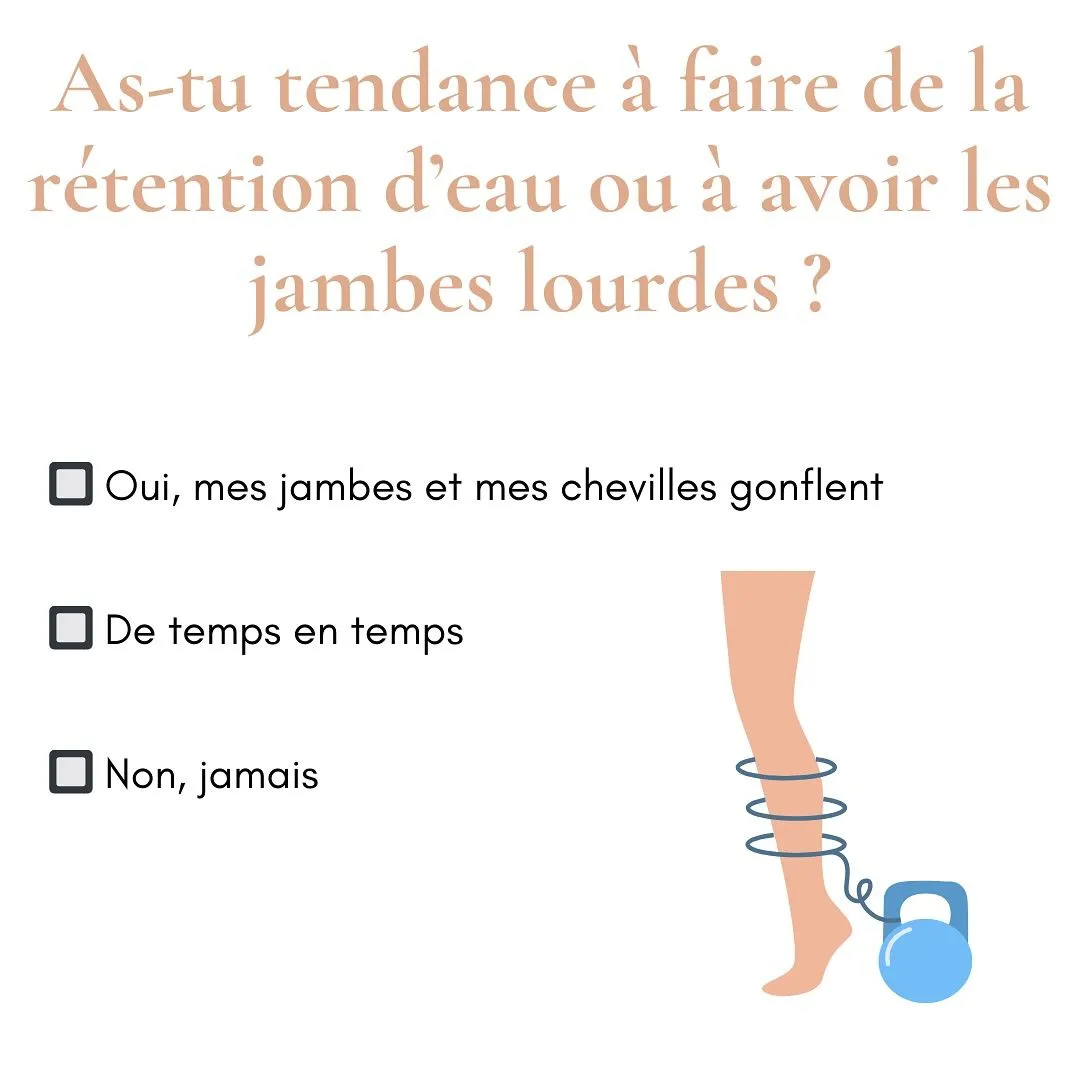 As-tu tendance à faire de la
rétention d’eau ou à avoir les
jambes lourdes ?
Oui, mes jambes et mes chevilles gonflent
De temps en temps
Non, jamais